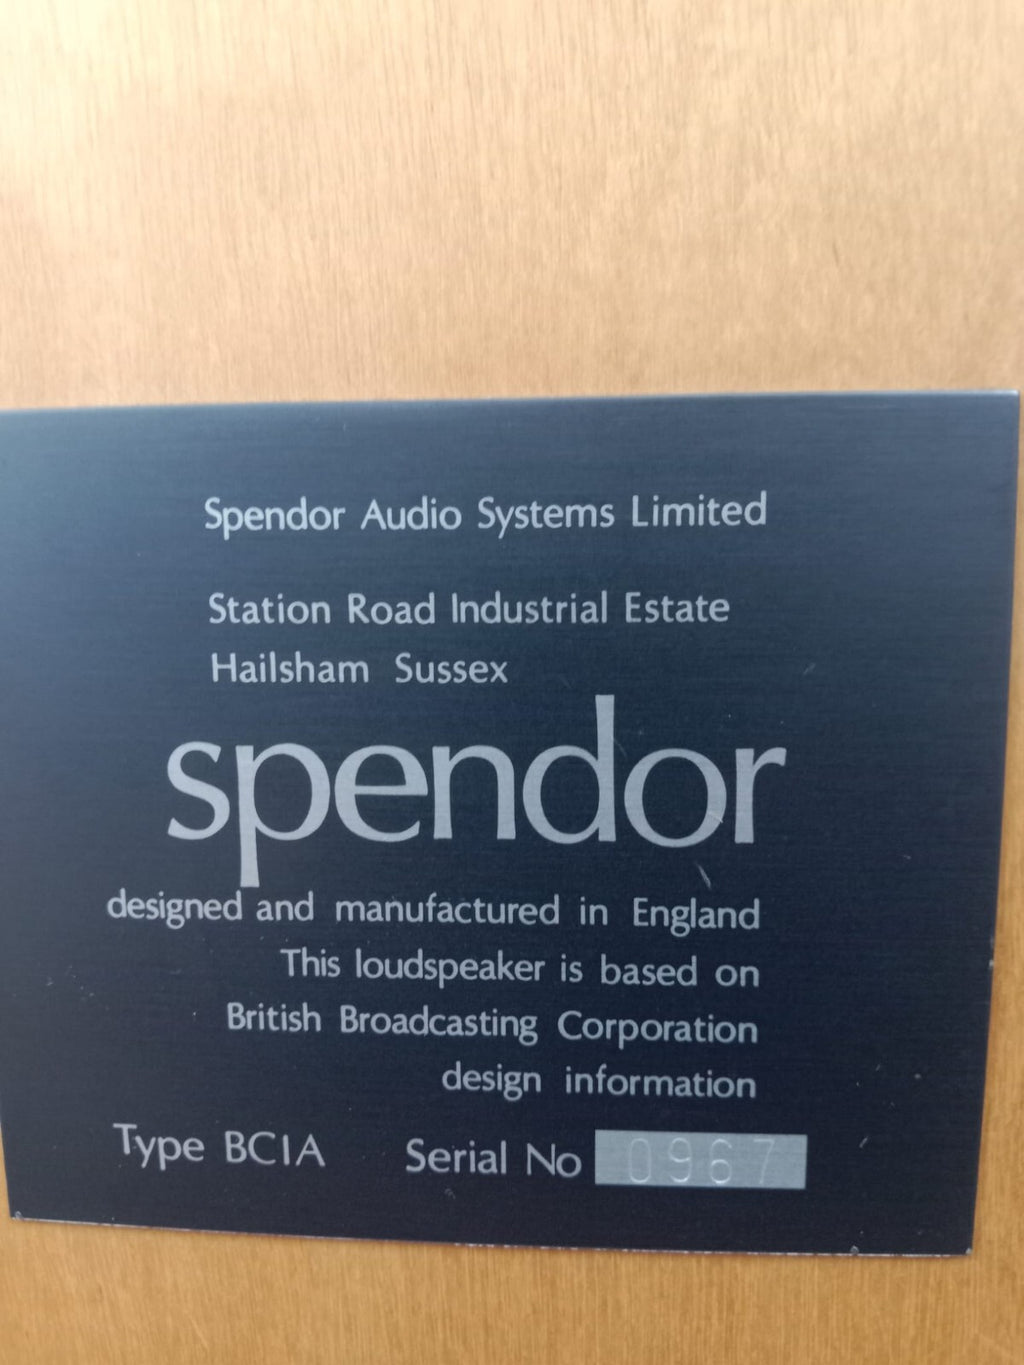 Spendor Audio Systems Limited
Station Road Industrial Estate
Hailsham Sussex
spendor
designed and manufactured in England
This loudspeaker is based on
British Broadcasting Corporation
design information
Type BC1A Serial No 0967